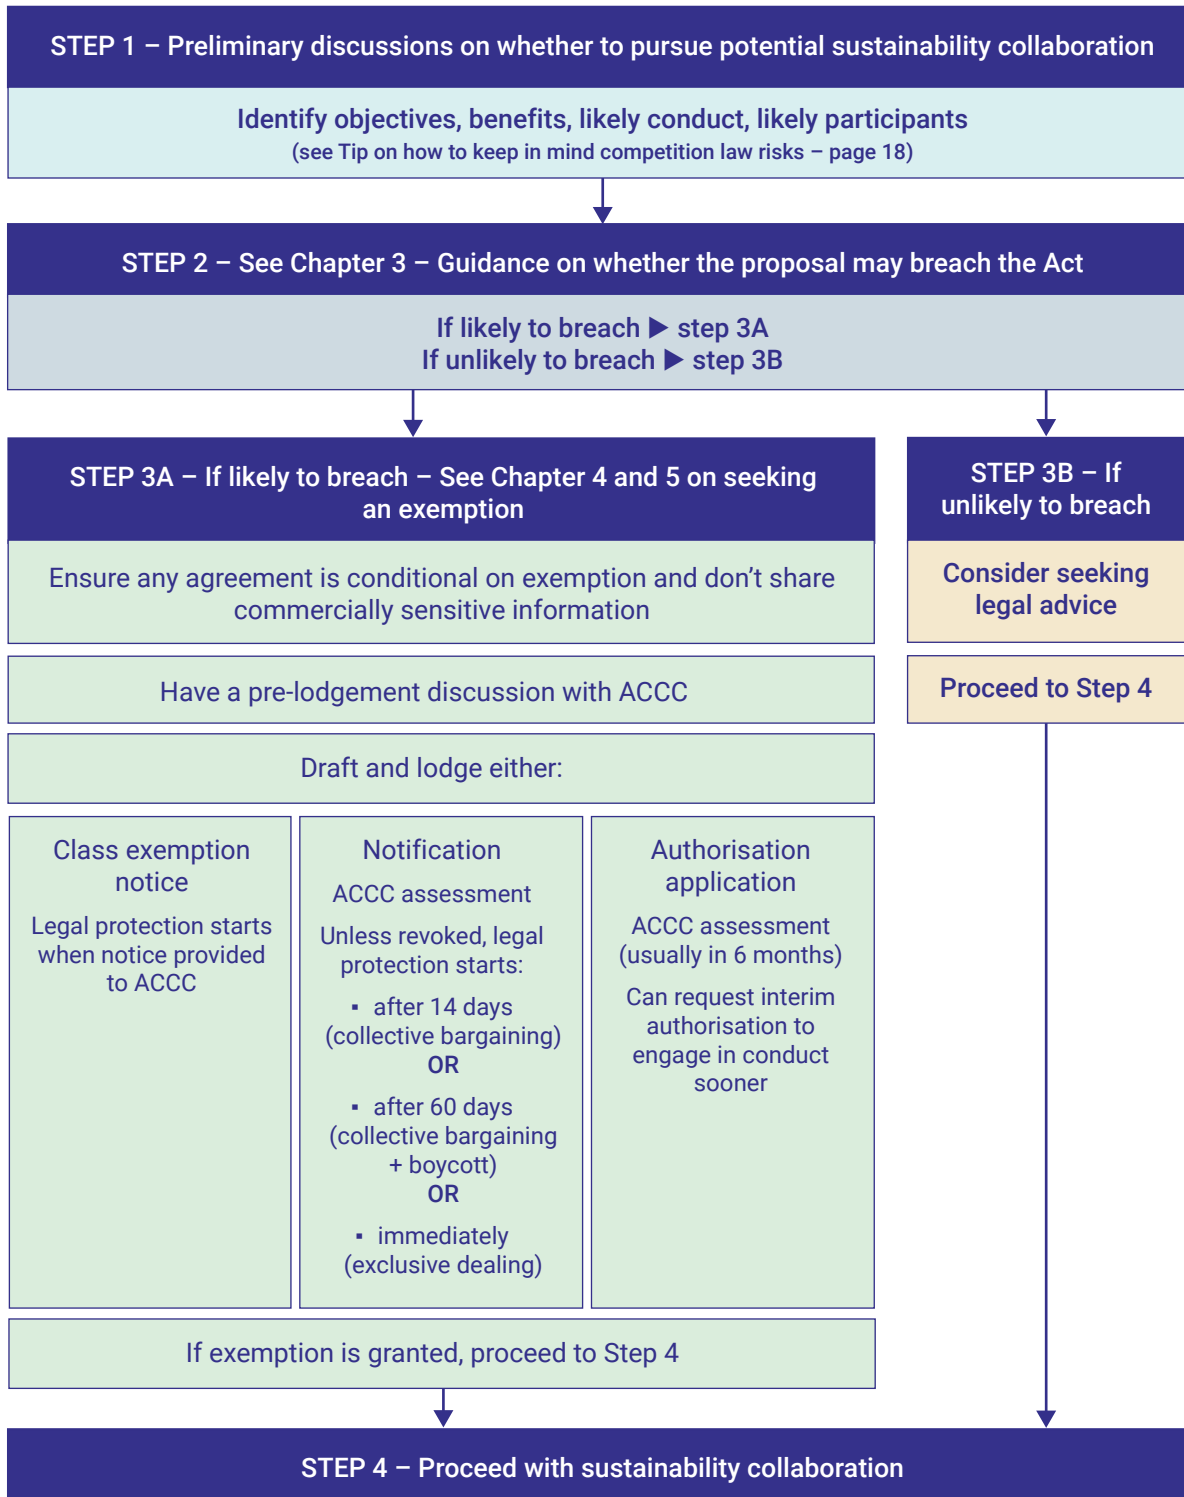 STEP 1 – Preliminary discussions on whether to pursue potential sustainability collaboration
Identify objectives, benefits, likely conduct, likely participants
(see Tip on how to keep in mind competition law risks – page 18)
STEP 2 – See Chapter 3 – Guidance on whether the proposal may breach the Act
If likely to breach ▶ step 3A
If unlikely to breach ▶ step 3B
STEP 3A – If likely to breach – See Chapter 4 and 5 on seeking
an exemption
Ensure any agreement is conditional on exemption and don’t share
commercially sensitive information
Have a pre-lodgement discussion with ACCC
Draft and lodge either:
Class exemption
notice
Legal protection starts
when notice provided
to ACCC
Notification
ACCC assessment
Unless revoked, legal
protection starts:
▪ after 14 days
(collective bargaining)
OR
▪ after 60 days
(collective bargaining
+ boycott)
OR
▪ immediately
(exclusive dealing)
Authorisation
application
ACCC assessment
(usually in 6 months)
Can request interim
authorisation to
engage in conduct
sooner
If exemption is granted, proceed to Step 4
STEP 3B – If
unlikely to breach
Consider seeking
legal advice
Proceed to Step 4
STEP 4 – Proceed with sustainability collaboration